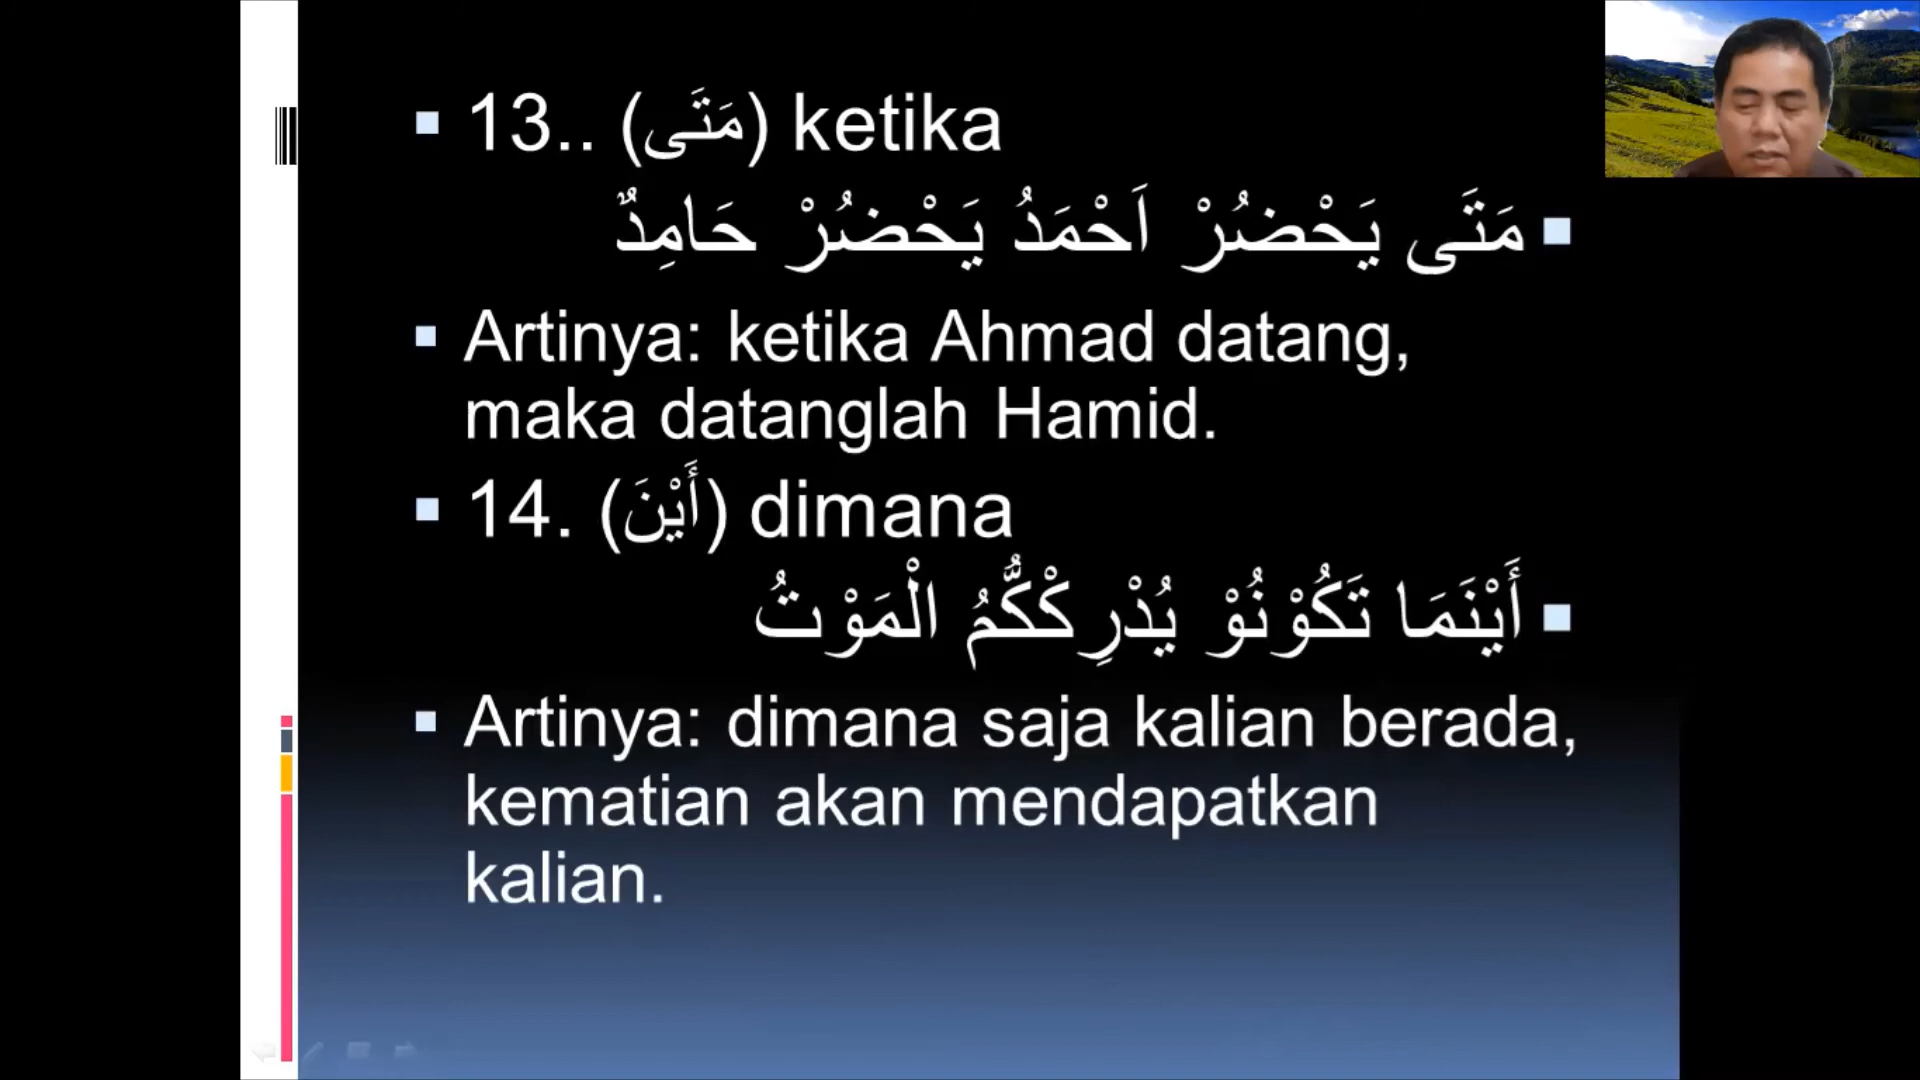 13.. (مَتَى) ketika
مَتَى يَحْضُرْ اَحْمَدُ يَحْضُرْ حَامِدٌ
Artinya: ketika Ahmad datang,
maka datanglah Hamid.
14. (أَيْنَ) dimana
أَيْنَمَا تَكُوْنُوْ يُدْرِكْكُّمُ الْمَوْتُ
Artinya: dimana saja kalian berada,
kematian akan mendapatkan
kalian.